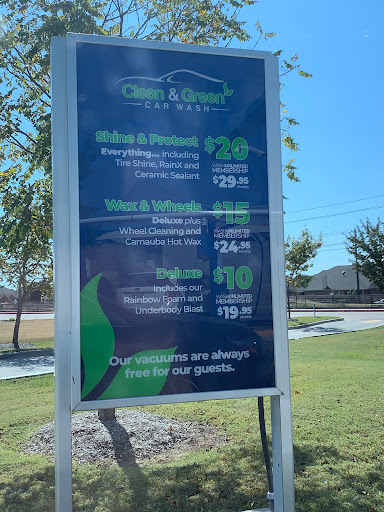 Clean & Green
CAR WASH
Shine & Protect $20
Everything... including
Tire Shine, RainX and
Ceramic Sealant
WASH UNLIMITED
MEMBERSHIP
$29.95
Monthly
Wax & Wheels $15
Deluxe plus
Wheel Cleaning and
Carnauba Hot Wax
WASH UNLIMITED
MEMBERSHIP
$24.95
Monthly
Deluxe $10
Includes our
Rainbow Foam and
Underbody Blast
WASH UNLIMITED
MEMBERSHIP
$19.95
Monthly
Our vacuums are always
free for our guests.